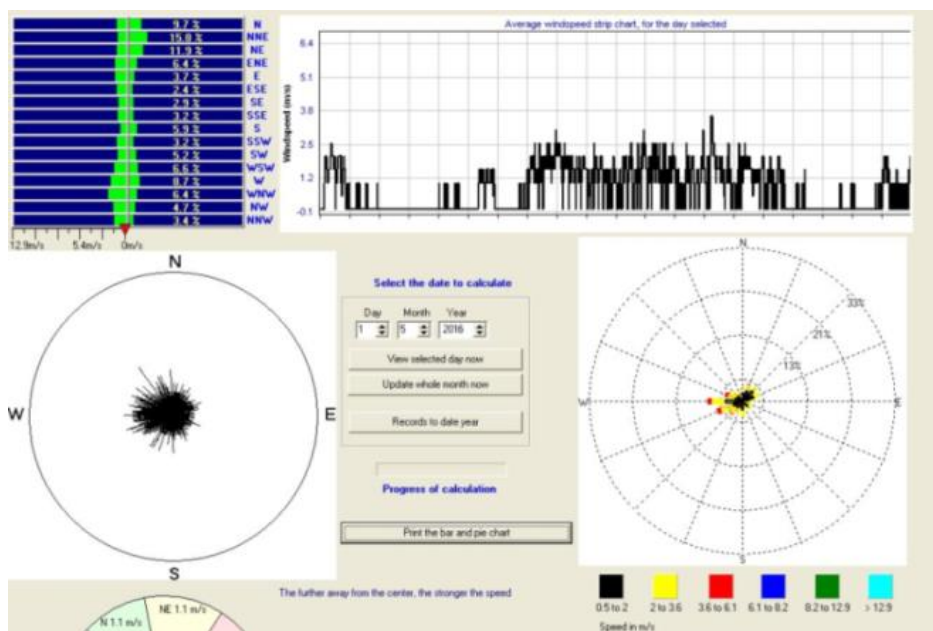 9.7 % N
15.8 % NNE
11.9 % NE
6.4 % ENE
3.7 % E
2.4 % ESE
2.9 % SE
3.2 % SSE
5.9 % S
3.2 % SSW
5.2 % SW
6.6 % WSW
8.7 % W
6.4 % WNW
4.7 % NW
3.4 % NNW
12.9m/s 5.4m/s 0m/s
Average windspeed strip chart, for the day selected
Windspeed (m/s)
6.4
5.1
3.8
2.5
1.2
-0.1
N
W
E
S
Select the date to calculate
Day Month Year
1 5 2016
View selected day now
Update whole month now
Records to date year
Progress of calculation
Print the bar and pie chart
N
33%
21%
13%
W
E
S
The further away from the center, the stronger the speed
0.5 to 2 2 to 3.6 3.6 to 6.1 6.1 to 8.2 8.2 to 12.9 > 12.9
Speed in m/s
N 1.1 m/s
NE 1.1 m/s